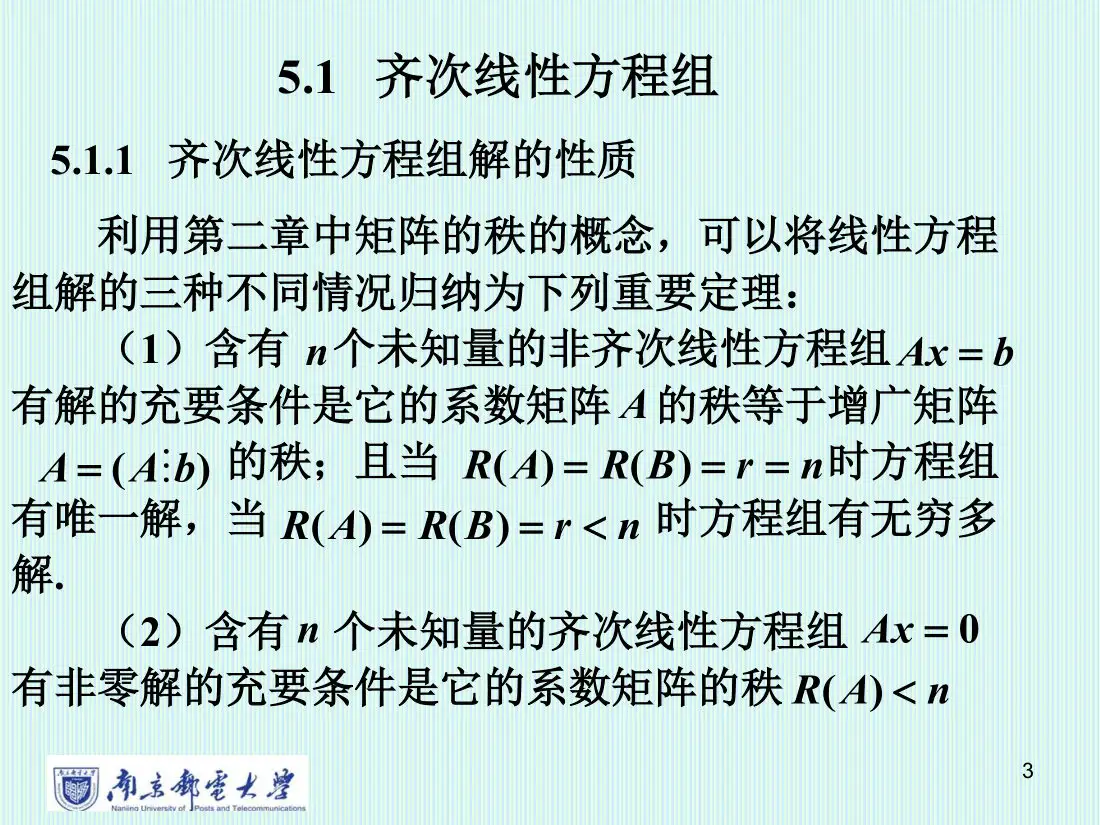 5.1 齐次线性方程组
5.1.1 齐次线性方程组解的性质
利用第二章中矩阵的秩的概念，可以将线性方程
组解的三种不同情况归纳为下列重要定理：
（1）含有 n 个未知量的非齐次线性方程组 Ax = b
有解的充要条件是它的系数矩阵 A 的秩等于增广矩阵
A = (A⋮b) 的秩；且当 R(A) = R(B) = r = n 时方程组
有唯一解，当 R(A) = R(B) = r < n 时方程组有无穷多
解.
（2）含有 n 个未知量的齐次线性方程组 Ax = 0
有非零解的充要条件是它的系数矩阵的秩 R(A) < n
南京邮电大学
Nanjing University of Posts and Telecommunications
3